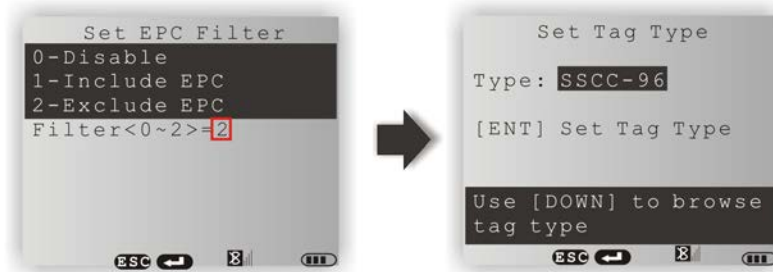 Set EPC Filter
0-Disable
1-Include EPC
2-Exclude EPC
Filter<0~2>=2
ESC
Set Tag Type
Type: SSCC-96
[ENT] Set Tag Type
Use [DOWN] to browse
tag type
ESC